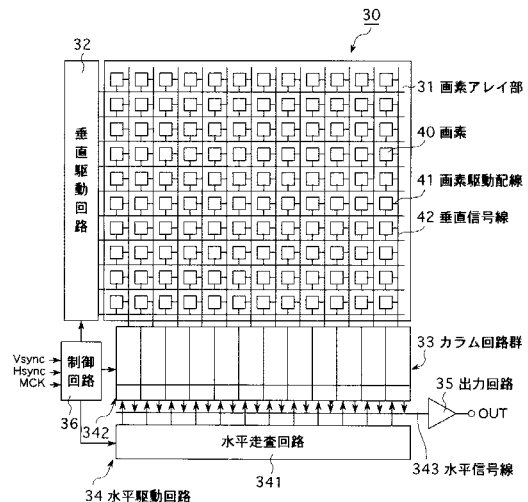 30
32
31 画素アレイ部
40 画素
41 画素駆動配線
42 垂直信号線
垂直駆動回路
33 カラム回路群
Vsync
Hsync
MCK
制御
回路
36
342
35 出力回路
OUT
水平走査回路
341
343 水平信号線
34 水平駆動回路